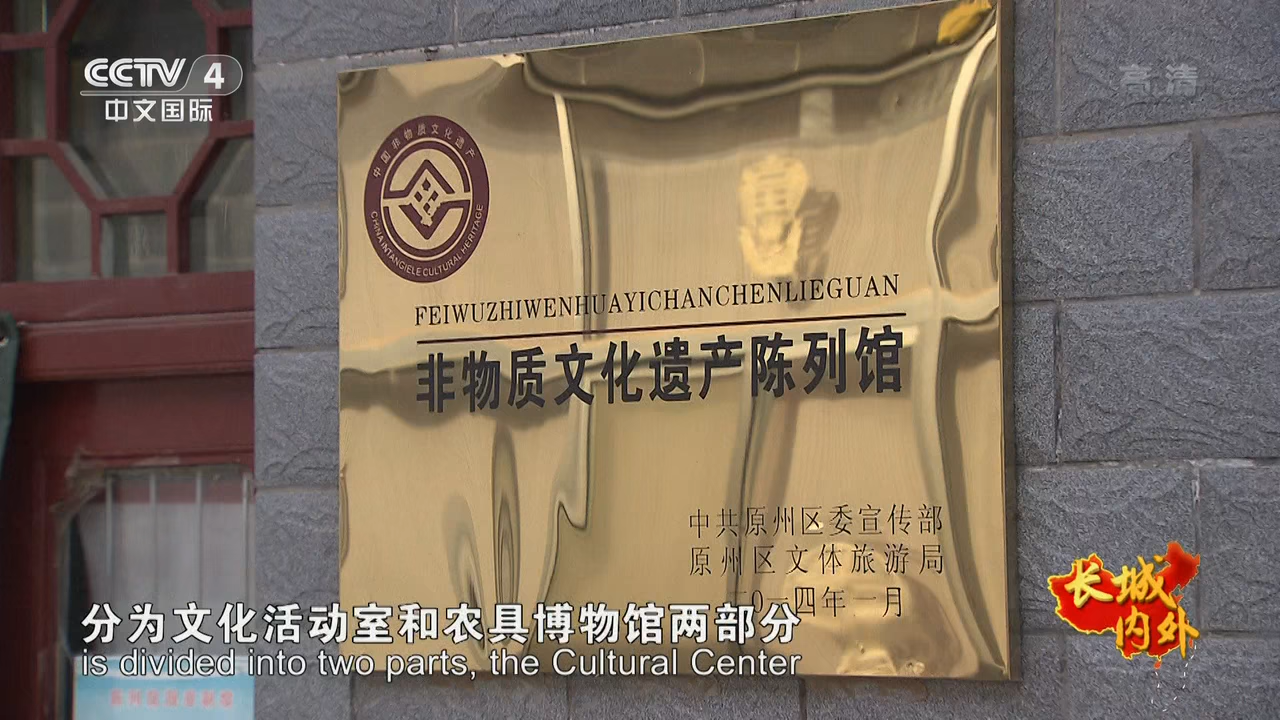 CCTV 4
中文国际
高清
中国非物质文化遗产
CHINA INTANGIELE CULTURAL HERITAGE
FEIWUZHIWENHUAYICHANCHENLIEGUAN
非物质文化遗产陈列馆
中共原州区委宣传部
原州区文体旅游局
二0一四年一月
长城
内外
分为文化活动室和农具博物馆两部分
is divided into two parts, the Cultural Center